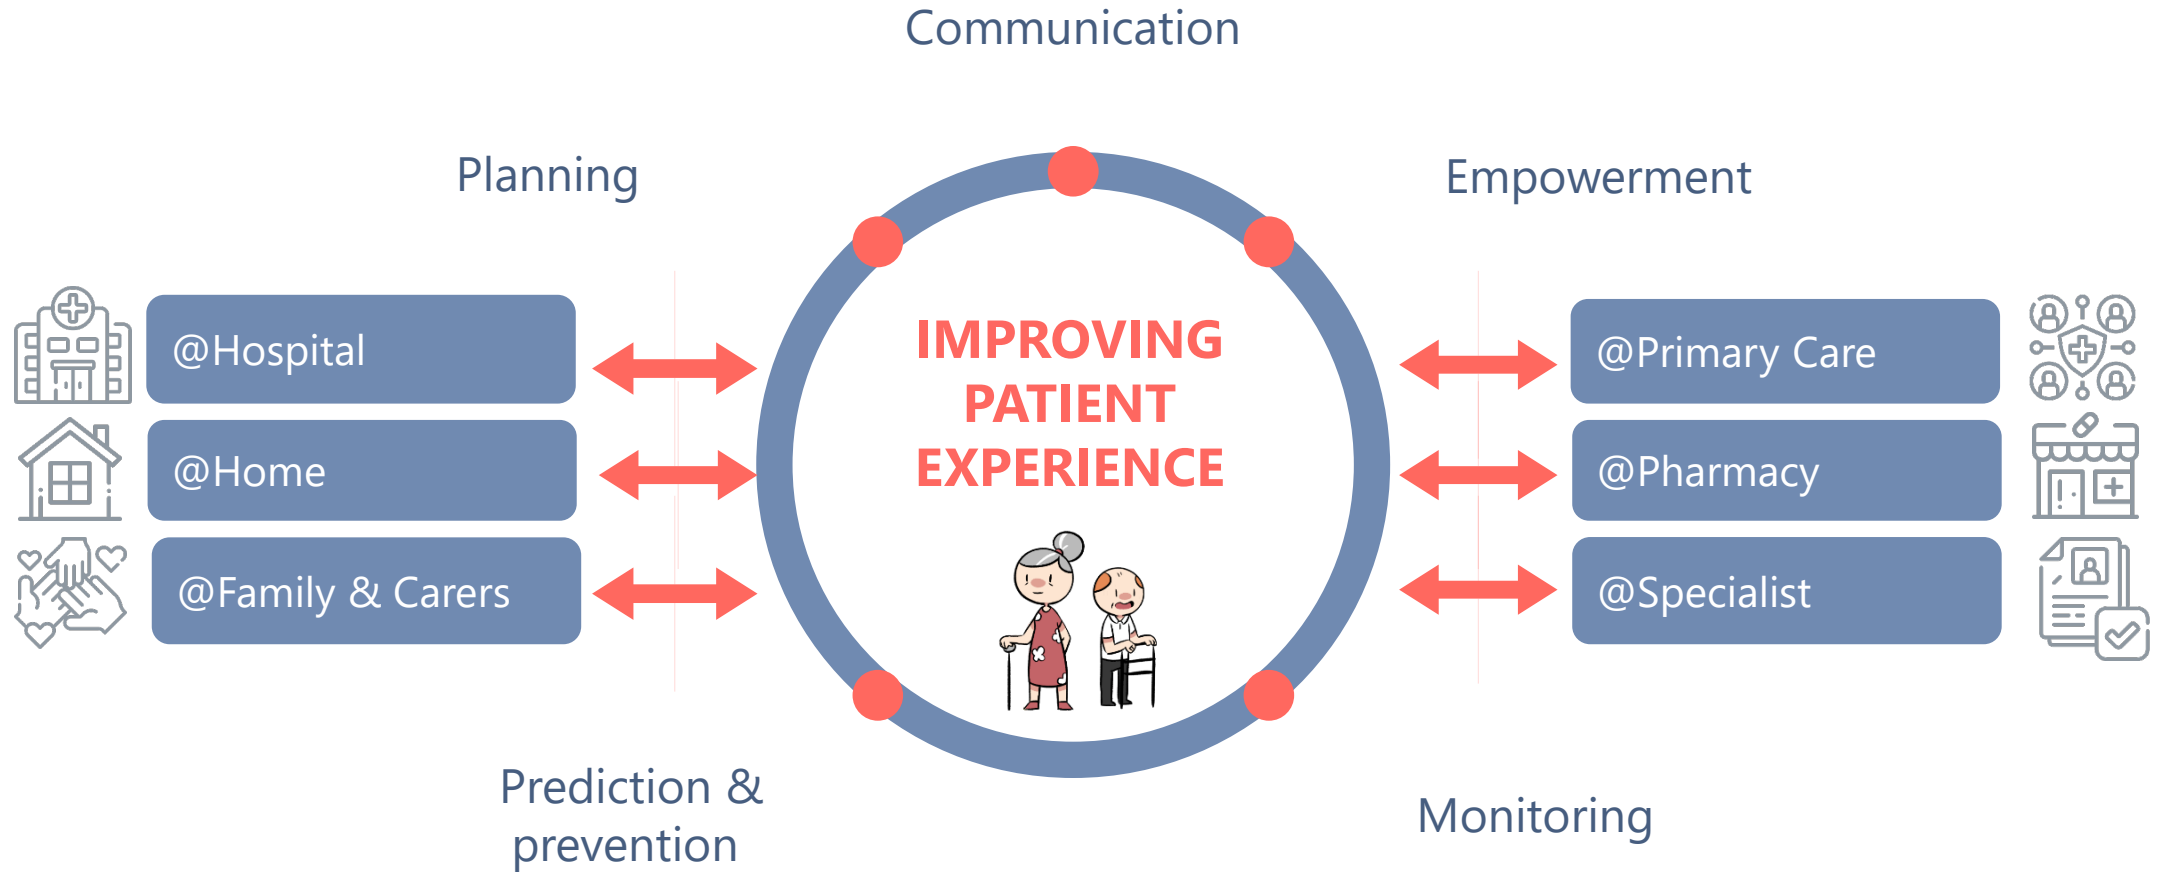 Communication
Planning
Empowerment
IMPROVING
PATIENT
EXPERIENCE
@Hospital
@Home
@Family & Carers
@Primary Care
@Pharmacy
@Specialist
Prediction &
prevention
Monitoring